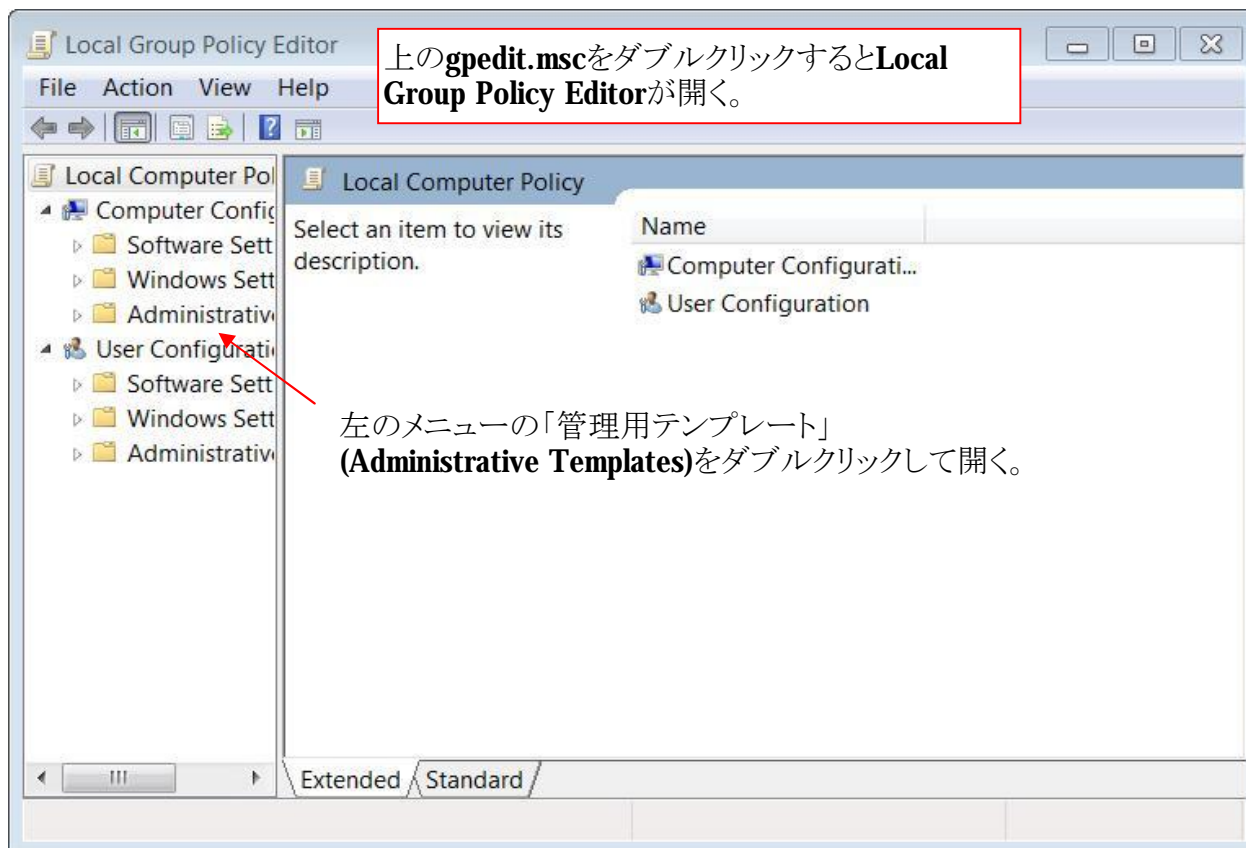 Local Group Policy Editor
上のgpedit.mscをダブルクリックするとLocal
Group Policy Editorが開く。
File Action View Help
Local Computer Pol
Local Computer Policy
Computer Config
Software Sett
Windows Sett
Administrativ
User Configurati
Software Sett
Windows Sett
Administrativ
Select an item to view its
description.
Name
Computer Configurati...
User Configuration
左のメニューの「管理用テンプレート」
(Administrative Templates)をダブルクリックして開く。
Extended Standard